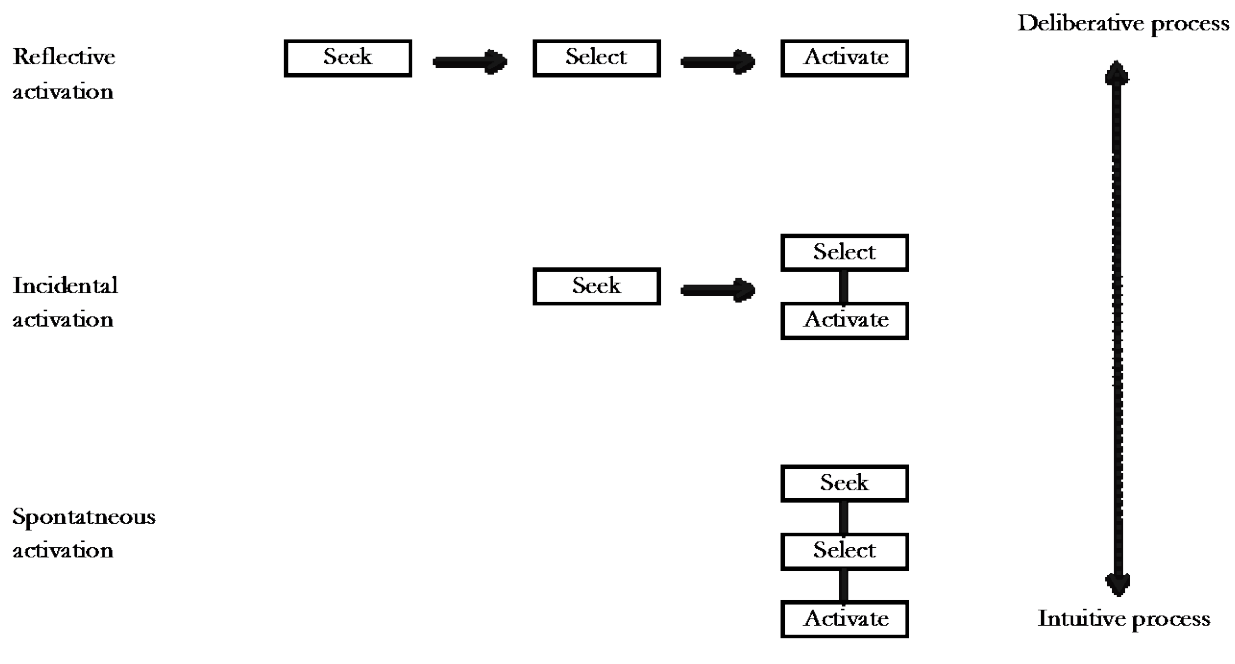 Deliberative process
Reflective
activation
Seek
Select
Activate
Incidental
activation
Seek
Select
Activate
Spontatneous
activation
Seek
Select
Activate
Intuitive process